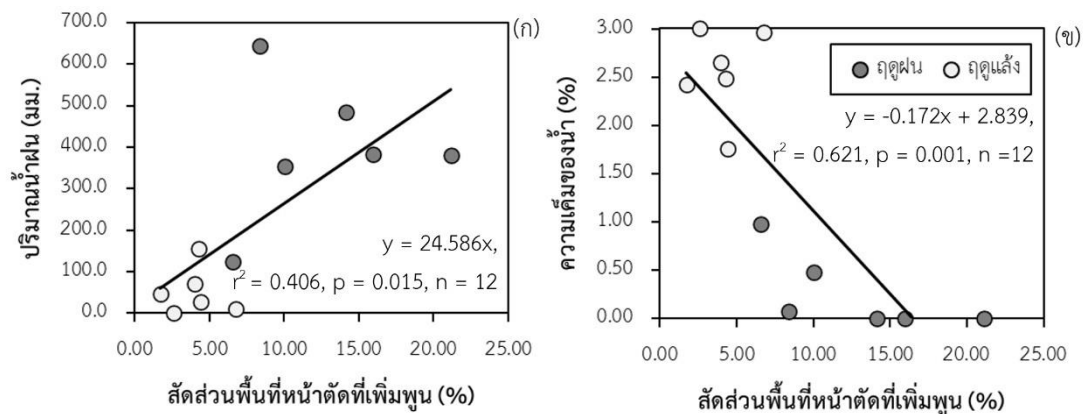 (ก)
ปริมาณน้ำฝน (มม.)
700.0
600.0
500.0
400.0
300.0
200.0
100.0
0.0
y = 24.586x,
r² = 0.406, p = 0.015, n = 12
0.00 5.00 10.00 15.00 20.00 25.00
สัดส่วนพื้นที่หน้าตัดที่เพิ่มพูน (%)
(ข)
ความเค็มของน้ำ (%)
3.00
2.50
2.00
1.50
1.00
0.50
0.00
ฤดูฝน ฤดูแล้ง
y = -0.172x + 2.839,
r² = 0.621, p = 0.001, n =12
0.00 5.00 10.00 15.00 20.00 25.00
สัดส่วนพื้นที่หน้าตัดที่เพิ่มพูน (%)